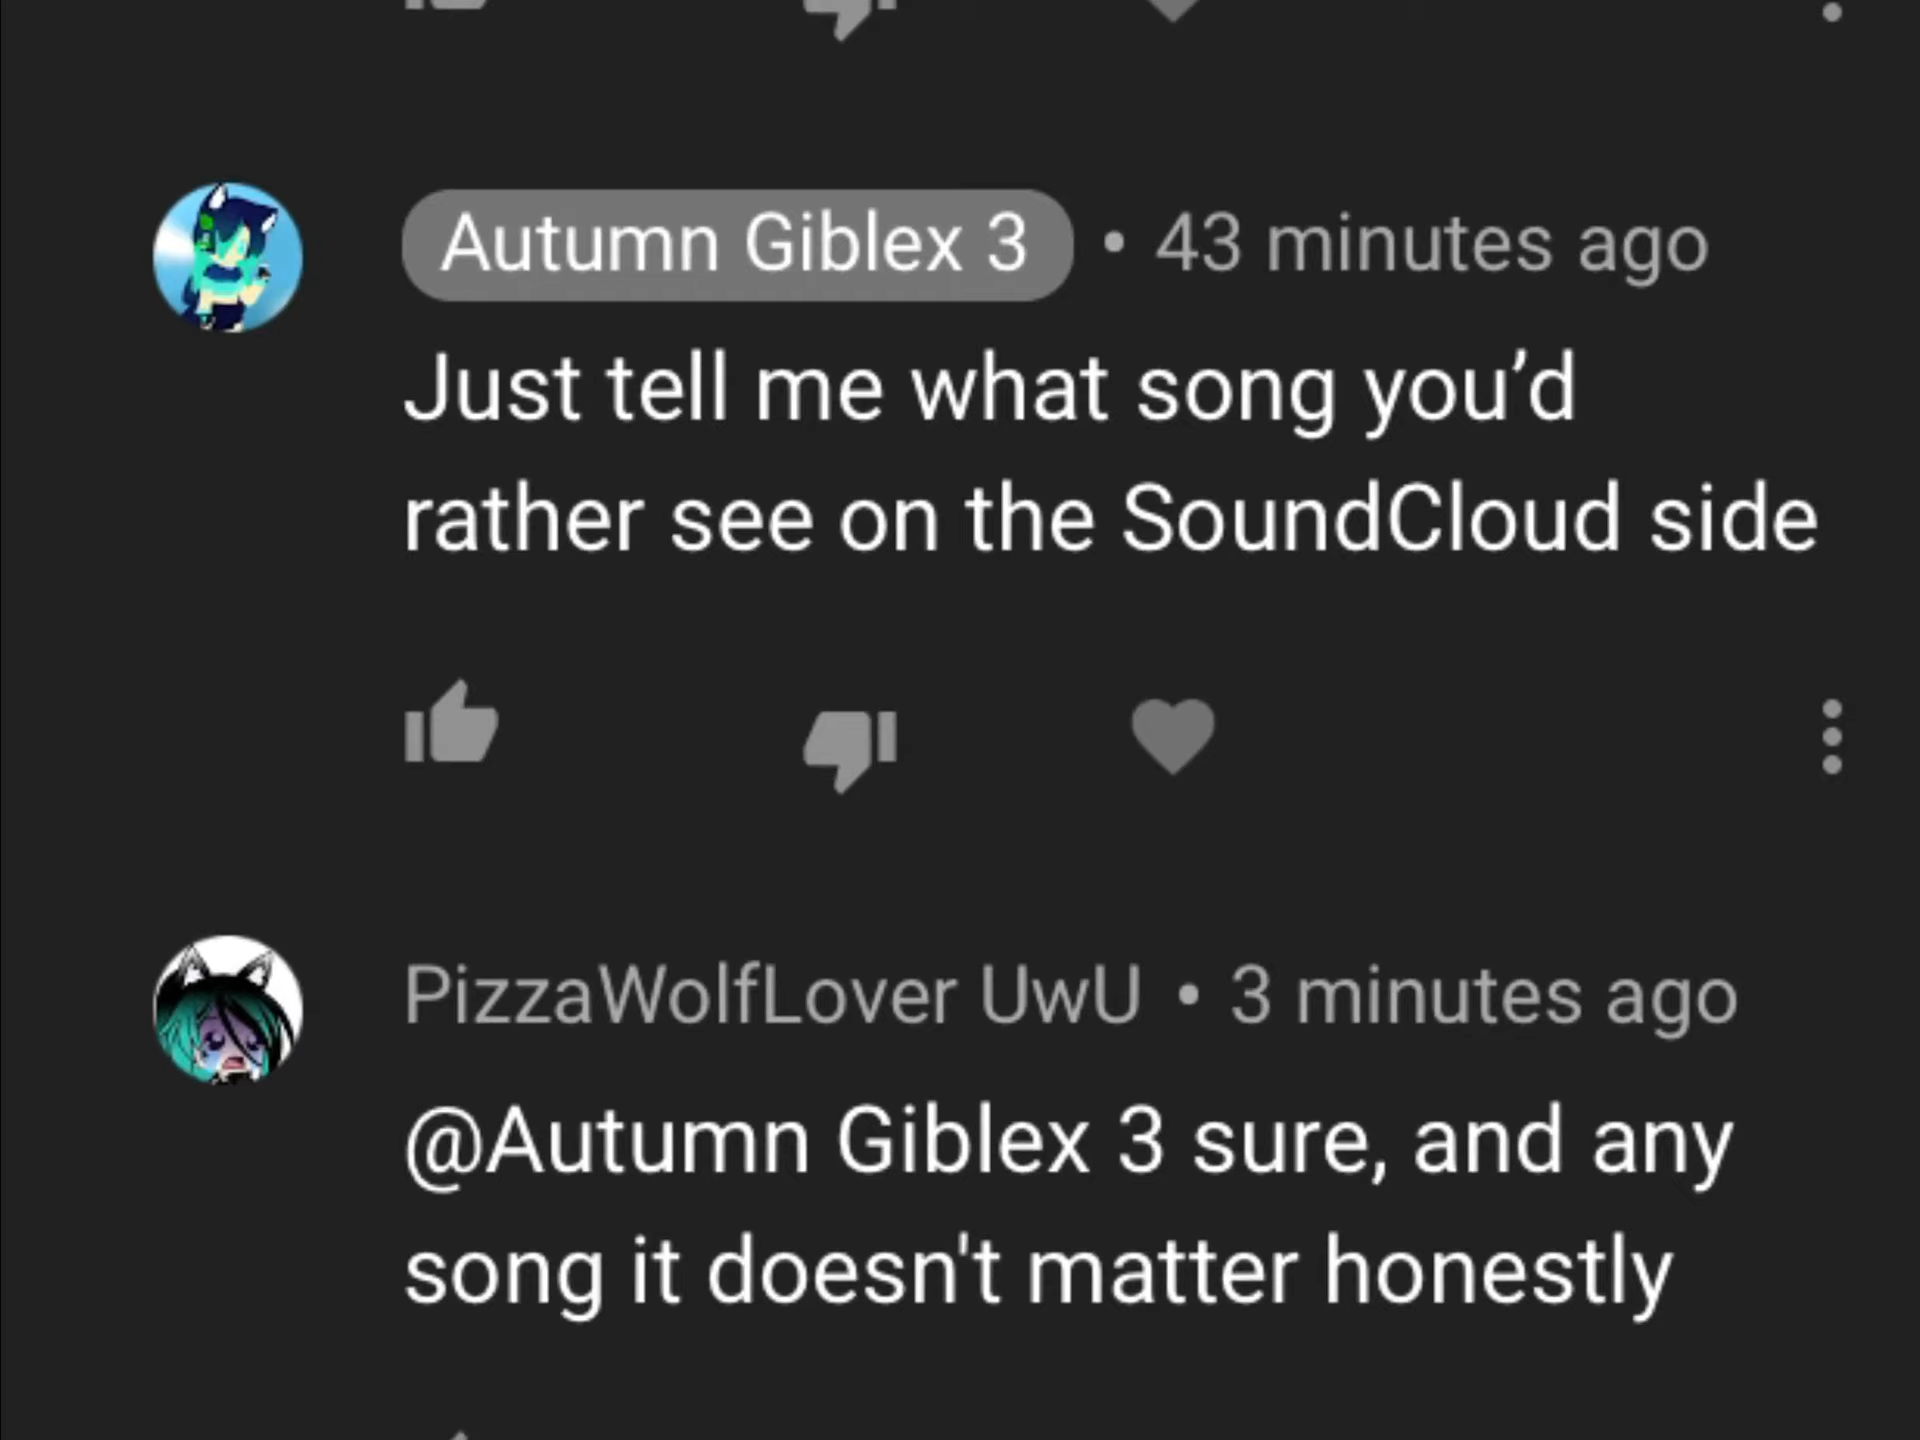 Autumn Giblex 3 • 43 minutes ago
Just tell me what song you’d
rather see on the SoundCloud side
PizzaWolfLover UwU • 3 minutes ago
@Autumn Giblex 3 sure, and any
song it doesn't matter honestly